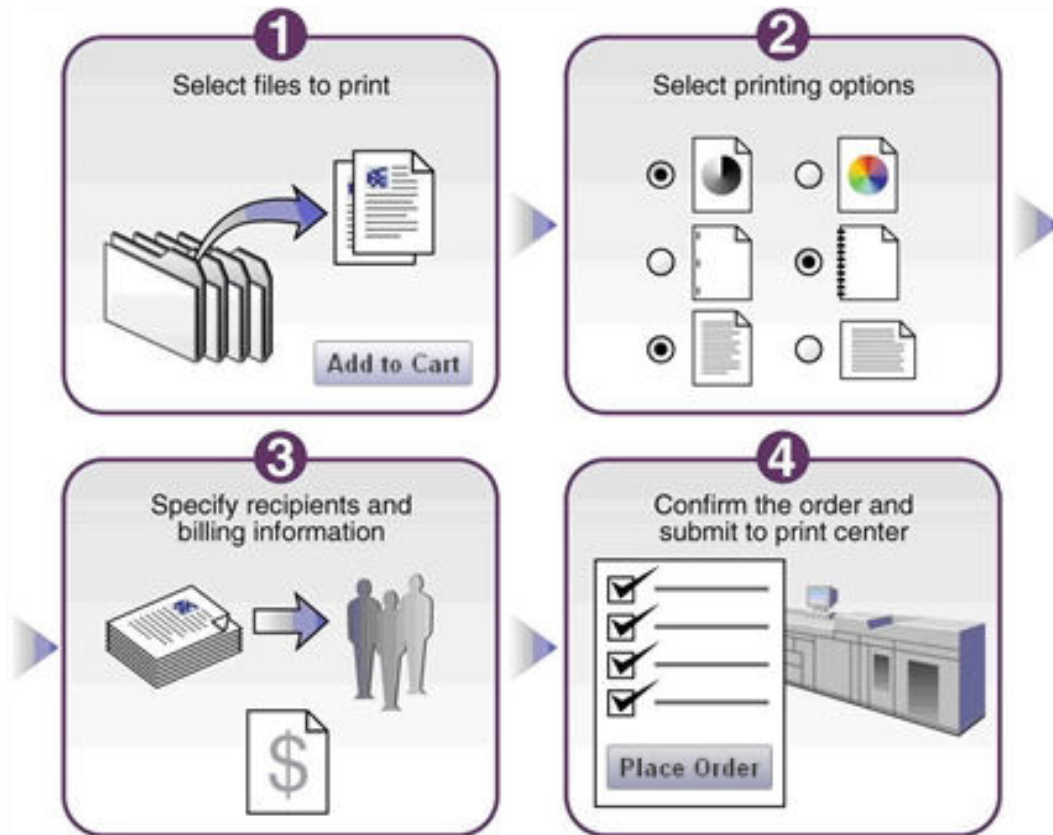 1
Select files to print
Add to Cart
2
Select printing options
3
Specify recipients and
billing information
$
4
Confirm the order and
submit to print center
Place Order